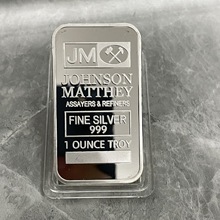 JM
JOHNSON
MATTHEY
ASSAYERS & REFINERS
FINE SILVER
999
1 OUNCE TROY